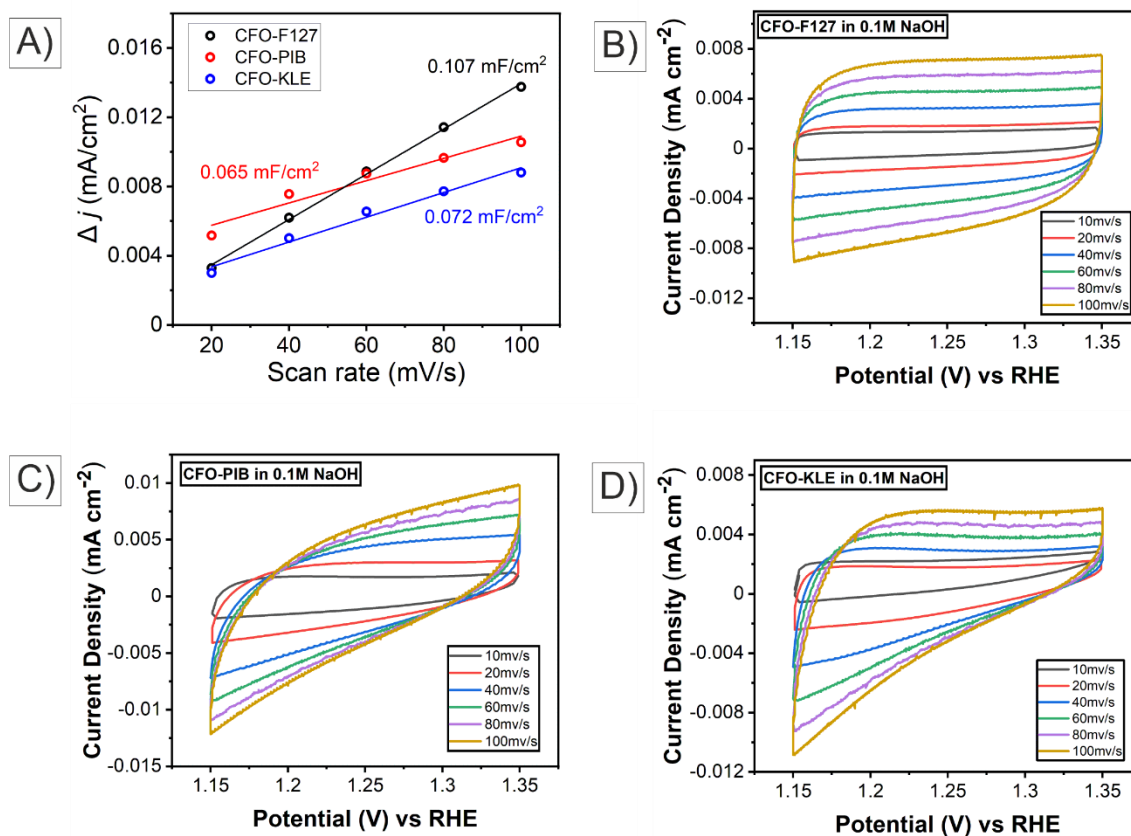 A)
CFO-F127
CFO-PIB
CFO-KLE
0.107 mF/cm²
0.065 mF/cm²
0.072 mF/cm²
Δ j (mA/cm²)
0.016
0.012
0.008
0.004
0
20 40 60 80 100
Scan rate (mV/s)
B)
CFO-F127 in 0.1M NaOH
Current Density (mA cm⁻²)
0.008
0.004
0
-0.004
-0.008
-0.012
10mv/s
20mv/s
40mv/s
60mv/s
80mv/s
100mv/s
1.15 1.20 1.25 1.30 1.35
Potential (V) vs RHE
C)
CFO-PIB in 0.1M NaOH
Current Density (mA cm⁻²)
0.01
0.005
0
-0.005
-0.01
-0.015
10mv/s
20mv/s
40mv/s
60mv/s
80mv/s
100mv/s
1.15 1.20 1.25 1.30 1.35
Potential (V) vs RHE
D)
CFO-KLE in 0.1M NaOH
Current Density (mA cm⁻²)
0.008
0.004
0
-0.004
-0.008
-0.012
10mv/s
20mv/s
40mv/s
60mv/s
80mv/s
100mv/s
1.15 1.20 1.25 1.30 1.35
Potential (V) vs RHE